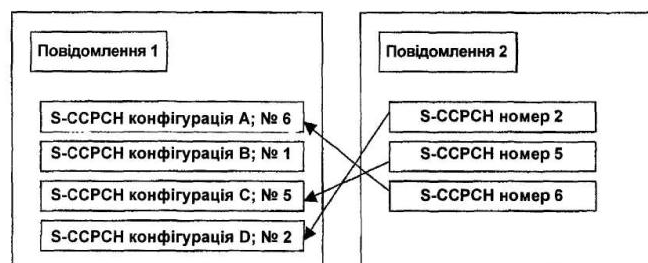 Повідомлення 1
S-CCPCH конфігурація A; № 6
S-CCPCH конфігурація B; № 1
S-CCPCH конфігурація C; № 5
S-CCPCH конфігурація D; № 2
Повідомлення 2
S-CCPCH номер 2
S-CCPCH номер 5
S-CCPCH номер 6